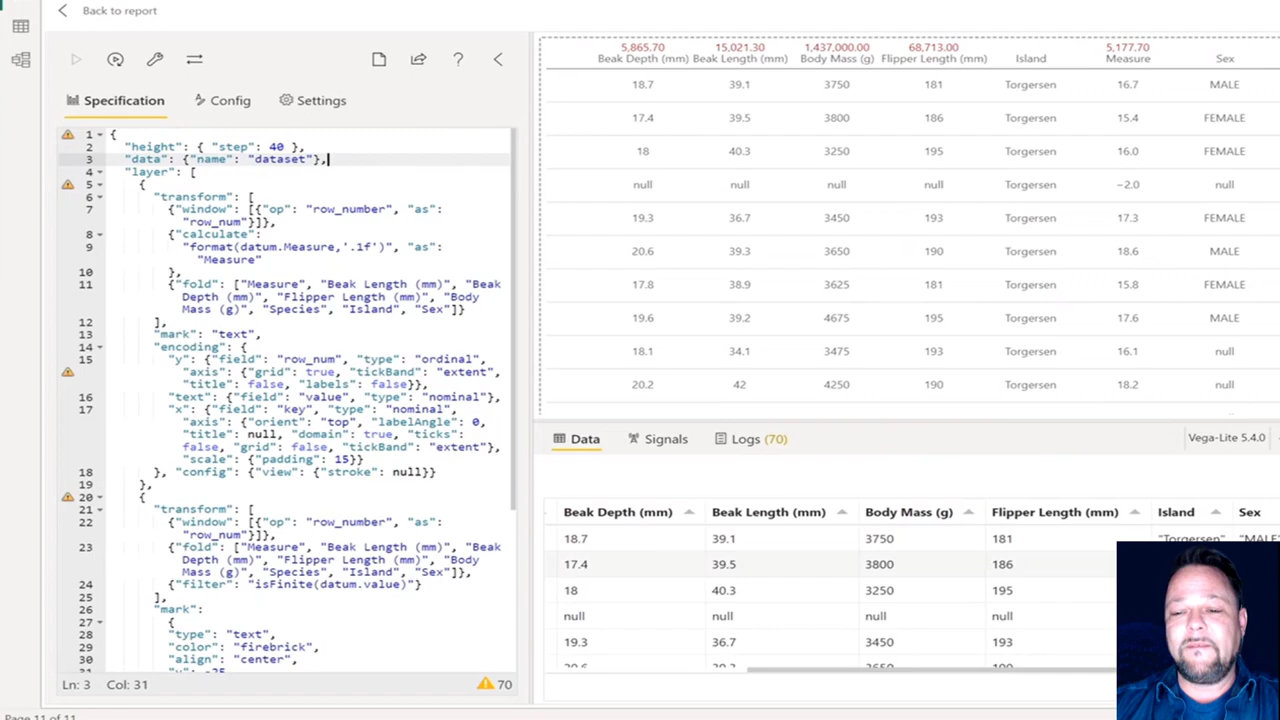 Back to report
Specification Config Settings
1 {
2 "height": { "step": 40 },
3 "data": {"name": "dataset"},
4 "layer": [
5 {
6 "transform": [
7 {"window": [{"op": "row_number", "as":
"row_num"}]},
8 {"calculate":
9 "format(datum.Measure,'.1f')", "as":
"Measure"
10 },
11 {"fold": ["Measure", "Beak Length (mm)", "Beak
Depth (mm)", "Flipper Length (mm)", "Body
Mass (g)", "Species", "Island", "Sex"]}
12 ],
13 "mark": "text",
14 "encoding": {
15 "y": {"field": "row_num", "type": "ordinal",
"axis": {"grid": true, "tickBand": "extent",
"title": false, "labels": false}},
16 "text": {"field": "value", "type": "nominal"},
17 "x": {"field": "key", "type": "nominal",
"axis": {"orient": "top", "labelAngle": 0,
"title": null, "domain": true, "ticks":
false, "grid": false, "tickBand": "extent"},
"scale": {"padding": 15}}
18 }, "config": {"view": {"stroke": null}}
19 },
20 {
21 "transform": [
22 {"window": [{"op": "row_number", "as":
"row_num"}]},
23 {"fold": ["Measure", "Beak Length (mm)", "Beak
Depth (mm)", "Flipper Length (mm)", "Body
Mass (g)", "Species", "Island", "Sex"]},
24 {"filter": "isFinite(datum.value)"}
25 ],
26 "mark":
27 {
28 "type": "text",
29 "color": "firebrick",
30 "align": "center",
Ln: 3 Col: 31 70
5,865.70 15,021.30 1,437,000.00 68,713.00 5,177.70
Beak Depth (mm) Beak Length (mm) Body Mass (g) Flipper Length (mm) Island Measure Sex
18.7 39.1 3750 181 Torgersen 16.7 MALE
17.4 39.5 3800 186 Torgersen 15.4 FEMALE
18 40.3 3250 195 Torgersen 16.0 FEMALE
null null null null Torgersen −2.0 null
19.3 36.7 3450 193 Torgersen 17.3 FEMALE
20.6 39.3 3650 190 Torgersen 18.6 MALE
17.8 38.9 3625 181 Torgersen 15.8 FEMALE
19.6 39.2 4675 195 Torgersen 17.6 MALE
18.1 34.1 3475 193 Torgersen 16.1 null
20.2 42 4250 190 Torgersen 18.2 null
Data Signals Logs (70) Vega-Lite 5.4.0
Beak Depth (mm) Beak Length (mm) Body Mass (g) Flipper Length (mm) Island Sex
18.7 39.1 3750 181 "Torgersen"
17.4 39.5 3800 186
18 40.3 3250 195
null null null null
19.3 36.7 3450 193
Page 11 of 11